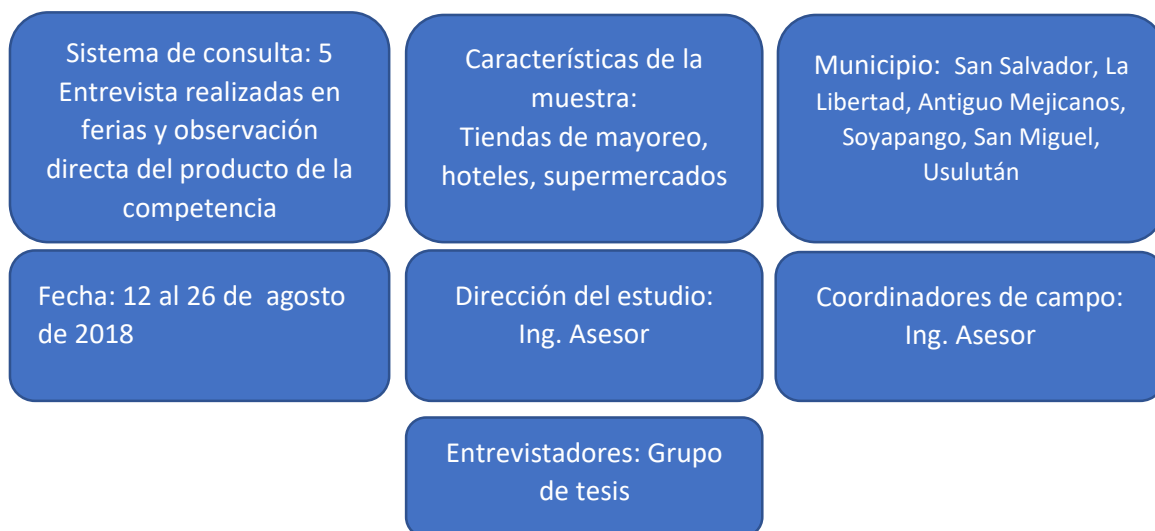 Sistema de consulta: 5
Entrevista realizadas en
ferias y observación
directa del producto de la
competencia
Características de la
muestra:
Tiendas de mayoreo,
hoteles, supermercados
Municipio: San Salvador, La
Libertad, Antiguo Mejicanos,
Soyapango, San Miguel,
Usulután
Fecha: 12 al 26 de agosto
de 2018
Dirección del estudio:
Ing. Asesor
Coordinadores de campo:
Ing. Asesor
Entrevistadores: Grupo
de tesis